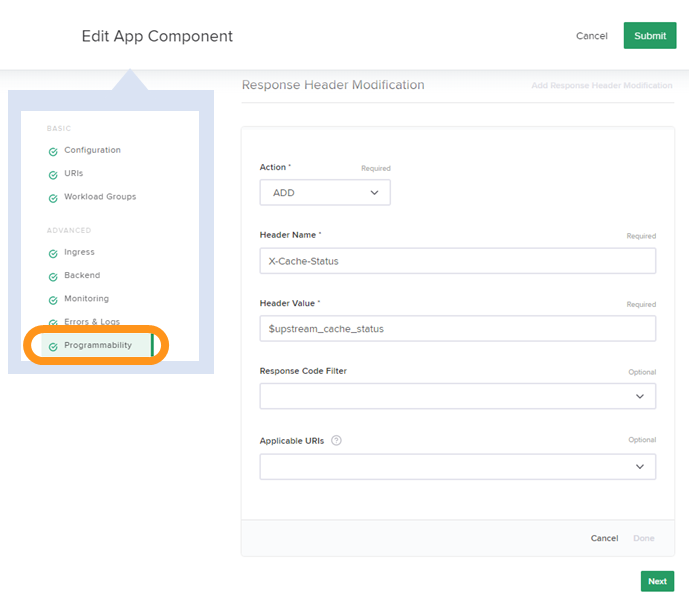 Edit App Component
Cancel
Submit
BASIC
Configuration
URIs
Workload Groups
ADVANCED
Ingress
Backend
Monitoring
Errors & Logs
Programmability
Response Header Modification
Add Response Header Modification
Action *
Required
ADD
Header Name *
Required
X-Cache-Status
Header Value *
Required
$upstream_cache_status
Response Code Filter
Optional
Applicable URIs ?
Optional
Cancel
Done
Next